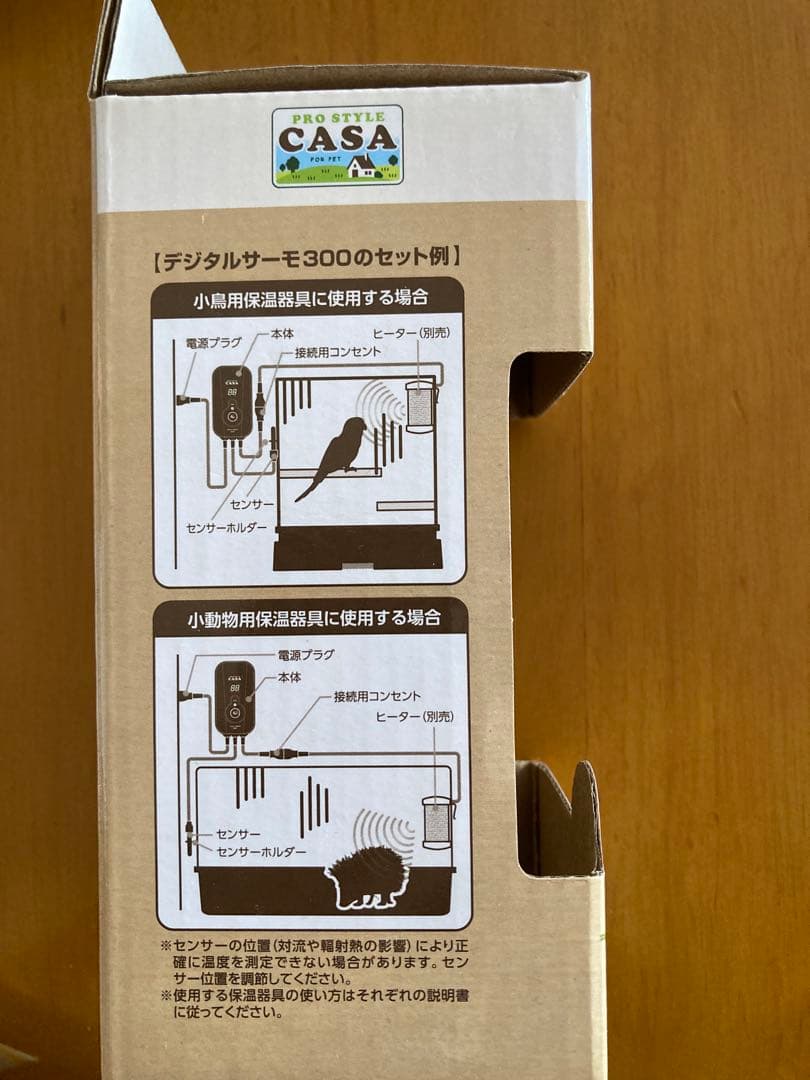 PRO STYLE
CASA
FOR PET
【デジタルサーモ300のセット例】
小鳥用保温器具に使用する場合
電源プラグ
本体
接続用コンセント
ヒーター(別売)
CASA
88
センサー
センサーホルダー
小動物用保温器具に使用する場合
電源プラグ
本体
接続用コンセント
ヒーター(別売)
CASA
88
センサー
センサーホルダー
※センサーの位置(対流や輻射熱の影響)により正
確に温度を測定できない場合があります。セン
サー位置を調節してください。
※使用する保温器具の使い方はそれぞれの説明書
に従ってください。